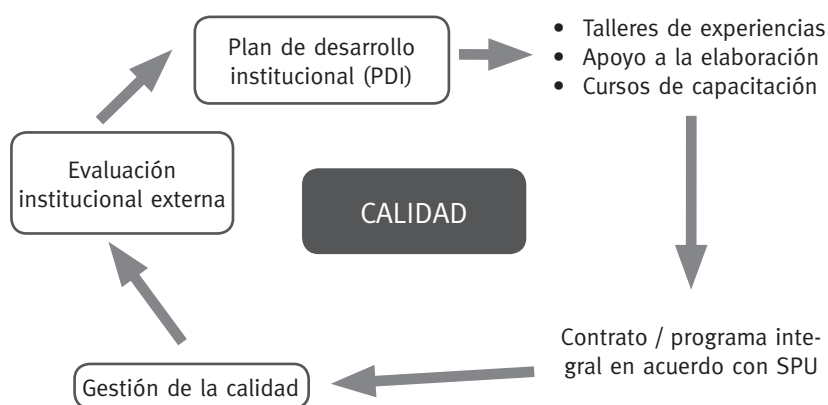 Plan de desarrollo
institucional (PDI)
• Talleres de experiencias
• Apoyo a la elaboración
• Cursos de capacitación
Evaluación
institucional externa
CALIDAD
Contrato / programa inte-
gral en acuerdo con SPU
Gestión de la calidad